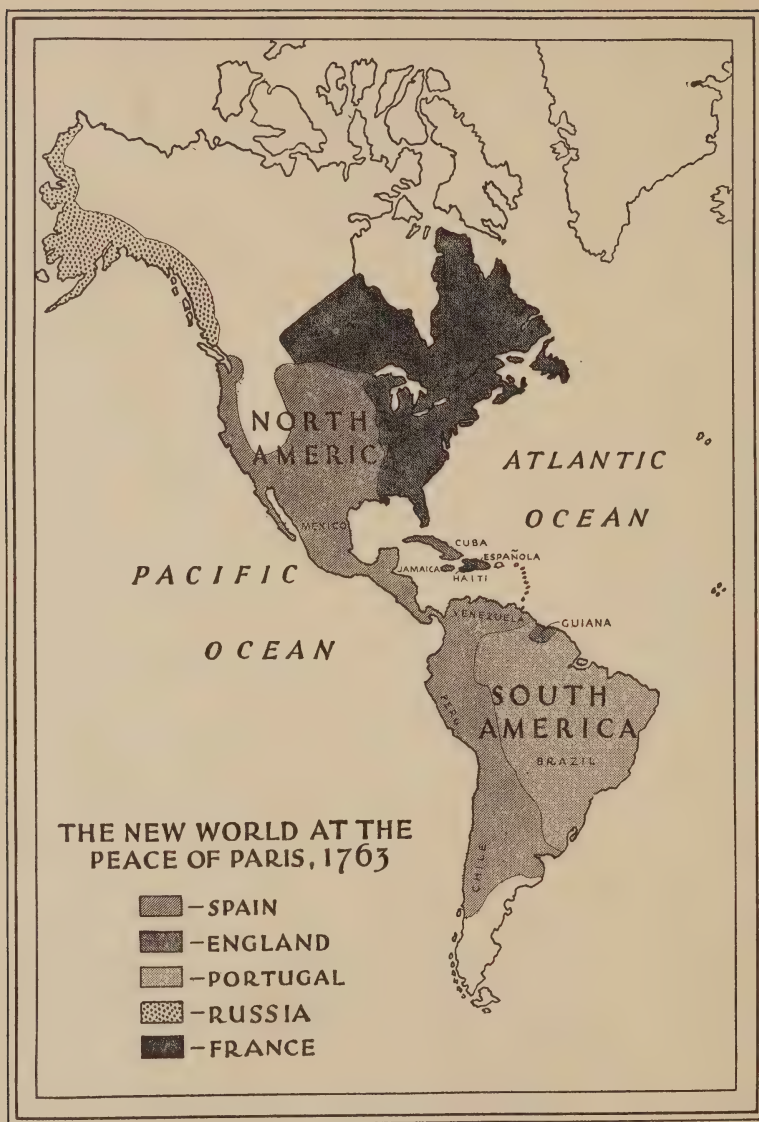 NORTH
AMERICA
ATLANTIC
OCEAN
MEXICO
CUBA
ESPAÑOLA
JAMAICA
HAITI
PACIFIC
OCEAN
VENEZUELA
GUIANA
PERU
SOUTH
AMERICA
BRAZIL
CHILE
THE NEW WORLD AT THE
PEACE OF PARIS, 1763
–SPAIN
–ENGLAND
–PORTUGAL
–RUSSIA
–FRANCE